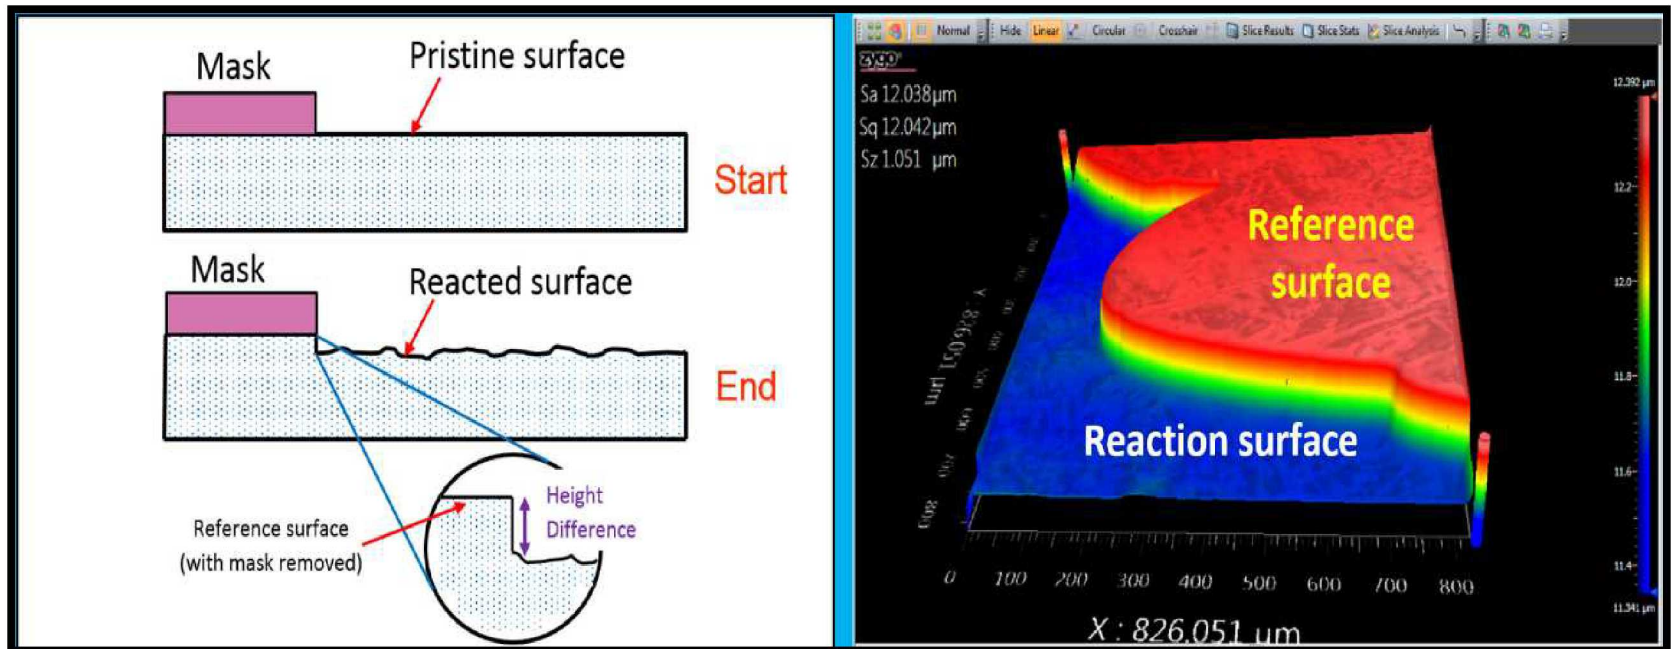 Mask
Pristine surface
Start
Mask
Reacted surface
End
Height
Difference
Reference surface
(with mask removed)
Normal Hide Linear Circular Crosshair Slice Results Slice Stats Slice Analysis
zygo
Sa 12.038µm
Sq 12.042µm
Sz 1.051 µm
12.392 µm
12.2
12.0
11.8
11.6
11.4
11.341 µm
Reference
surface
Reaction surface
800
0 100 200 300 400 500 600 700 800
X : 826.051 um